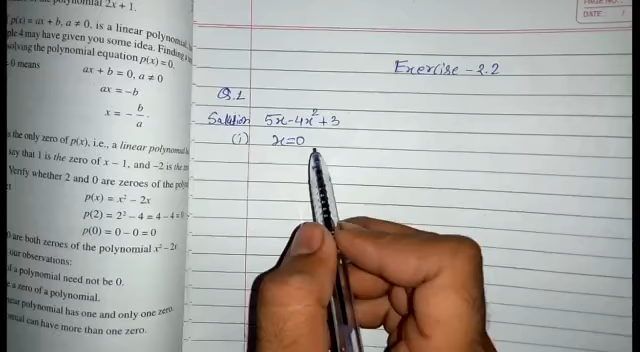 polynomial 2x + 1.
p(x) = ax + b, a ≠ 0, is a linear polynomial,
ple 4 may have given you some idea. Finding a
solving the polynomial equation p(x) = 0.
0 means
ax + b = 0, a ≠ 0
ax = -b
x = - b/a
s the only zero of p(x), i.e., a linear polynomial
say that 1 is the zero of x - 1, and -2 is the
Verify whether 2 and 0 are zeroes of the
p(x) = x² - 2x
p(2) = 2² - 4 = 4 - 4 = 0
p(0) = 0 - 0 = 0
are both zeroes of the polynomial x² - 2x
our observations:
of a polynomial need not be 0.
e a zero of a polynomial.
polynomial has one and only one zero.
can have more than one zero.
PAGE NO.:
DATE: /
Exercise - 2.2
Q.1
Solution 5x-4x²+3
(i) x=0